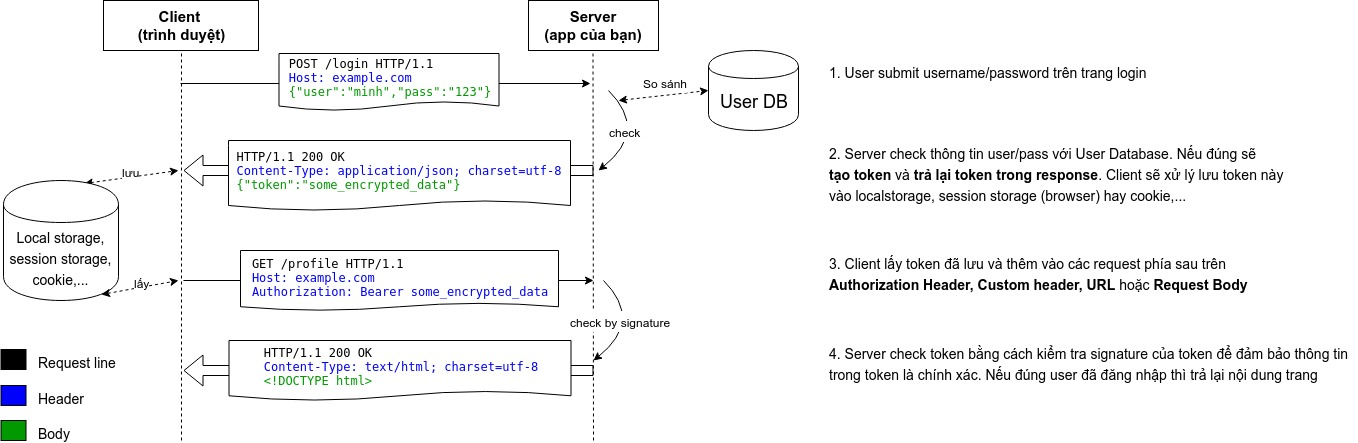 Client
(trình duyệt)
Server
(app của bạn)
POST /login HTTP/1.1
Host: example.com
{"user":"minh","pass":"123"}
So sánh
User DB
check
1. User submit username/password trên trang login
HTTP/1.1 200 OK
Content-Type: application/json; charset=utf-8
{"token":"some_encrypted_data"}
lưu
2. Server check thông tin user/pass với User Database. Nếu đúng sẽ
tạo token và trả lại token trong response. Client sẽ xử lý lưu token này
vào localstorage, session storage (browser) hay cookie,...
Local storage,
session storage,
cookie,...
lấy
GET /profile HTTP/1.1
Host: example.com
Authorization: Bearer some_encrypted_data
3. Client lấy token đã lưu và thêm vào các request phía sau trên
Authorization Header, Custom header, URL hoặc Request Body
check by signature
HTTP/1.1 200 OK
Content-Type: text/html; charset=utf-8
<!DOCTYPE html>
4. Server check token bằng cách kiểm tra signature của token để đảm bảo thông tin
trong token là chính xác. Nếu đúng user đã đăng nhập thì trả lại nội dung trang
Request line
Header
Body